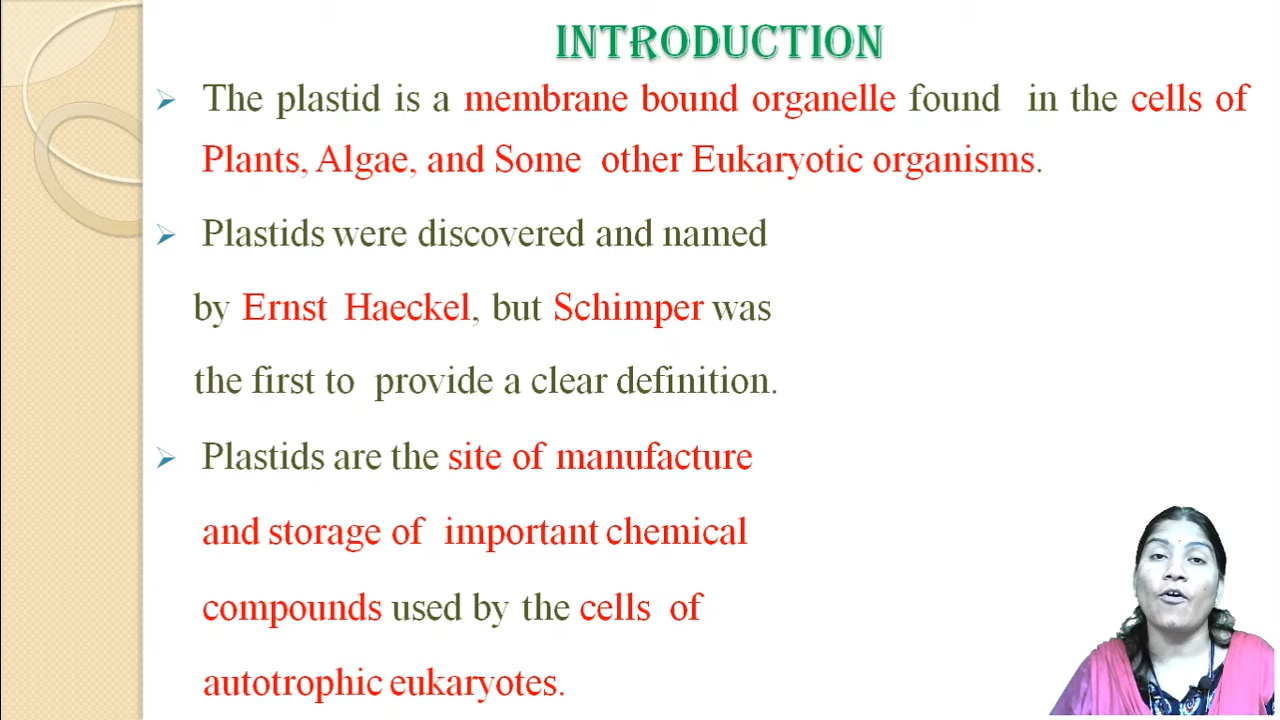 INTRODUCTION
The plastid is a membrane bound organelle found in the cells of
Plants, Algae, and Some other Eukaryotic organisms.
Plastids were discovered and named
by Ernst Haeckel, but Schimper was
the first to provide a clear definition.
Plastids are the site of manufacture
and storage of important chemical
compounds used by the cells of
autotrophic eukaryotes.